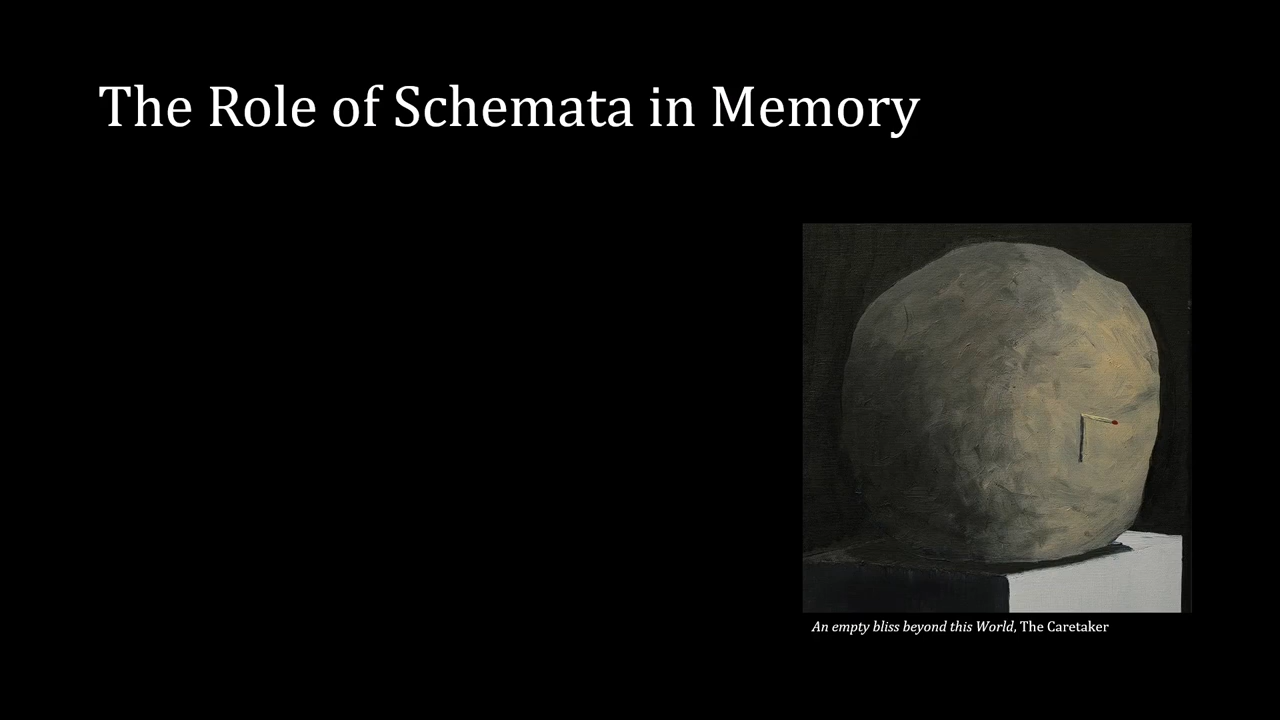 The Role of Schemata in Memory
An empty bliss beyond this World, The Caretaker